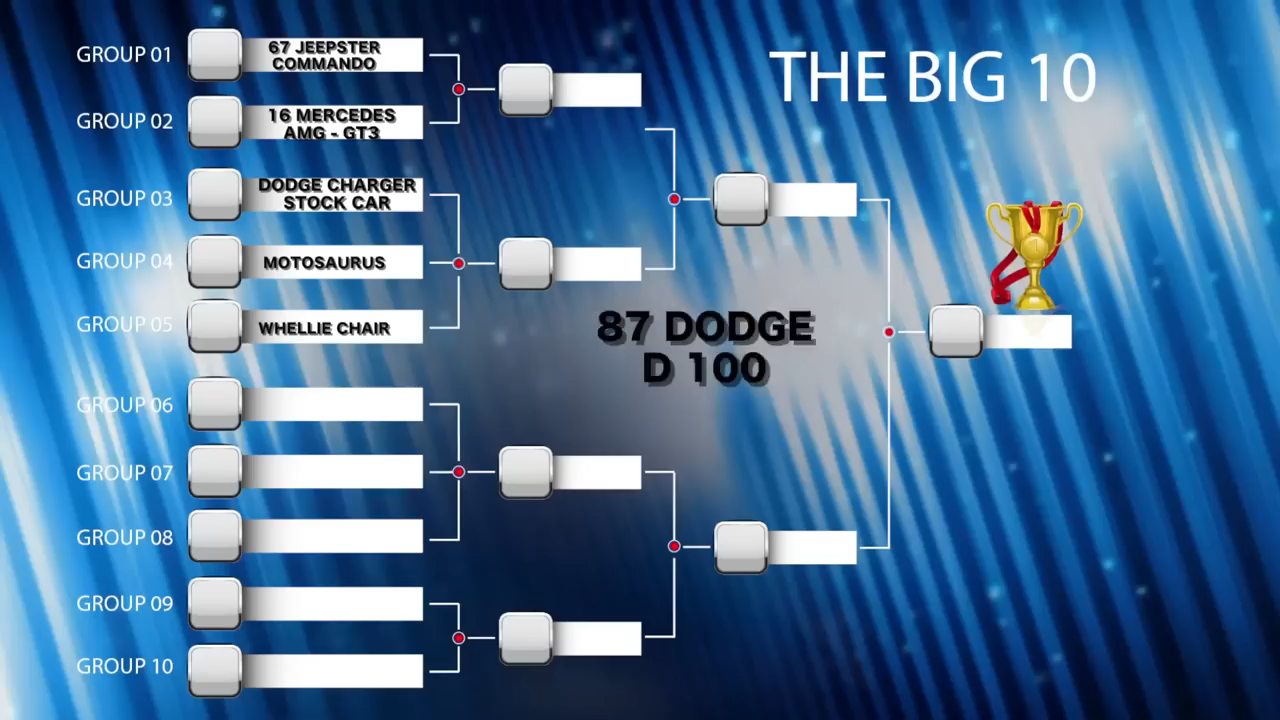 THE BIG 10
GROUP 01
67 JEEPSTER
COMMANDO
GROUP 02
16 MERCEDES
AMG - GT3
GROUP 03
DODGE CHARGER
STOCK CAR
GROUP 04
MOTOSAURUS
GROUP 05
WHELLIE CHAIR
87 DODGE
D 100
GROUP 06
GROUP 07
GROUP 08
GROUP 09
GROUP 10